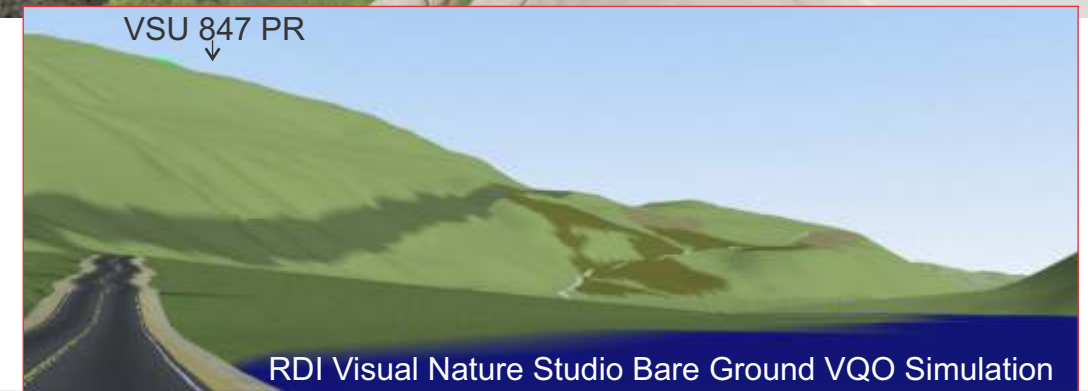 VSU 847 PR
RDI Visual Nature Studio Bare Ground VQO Simulation